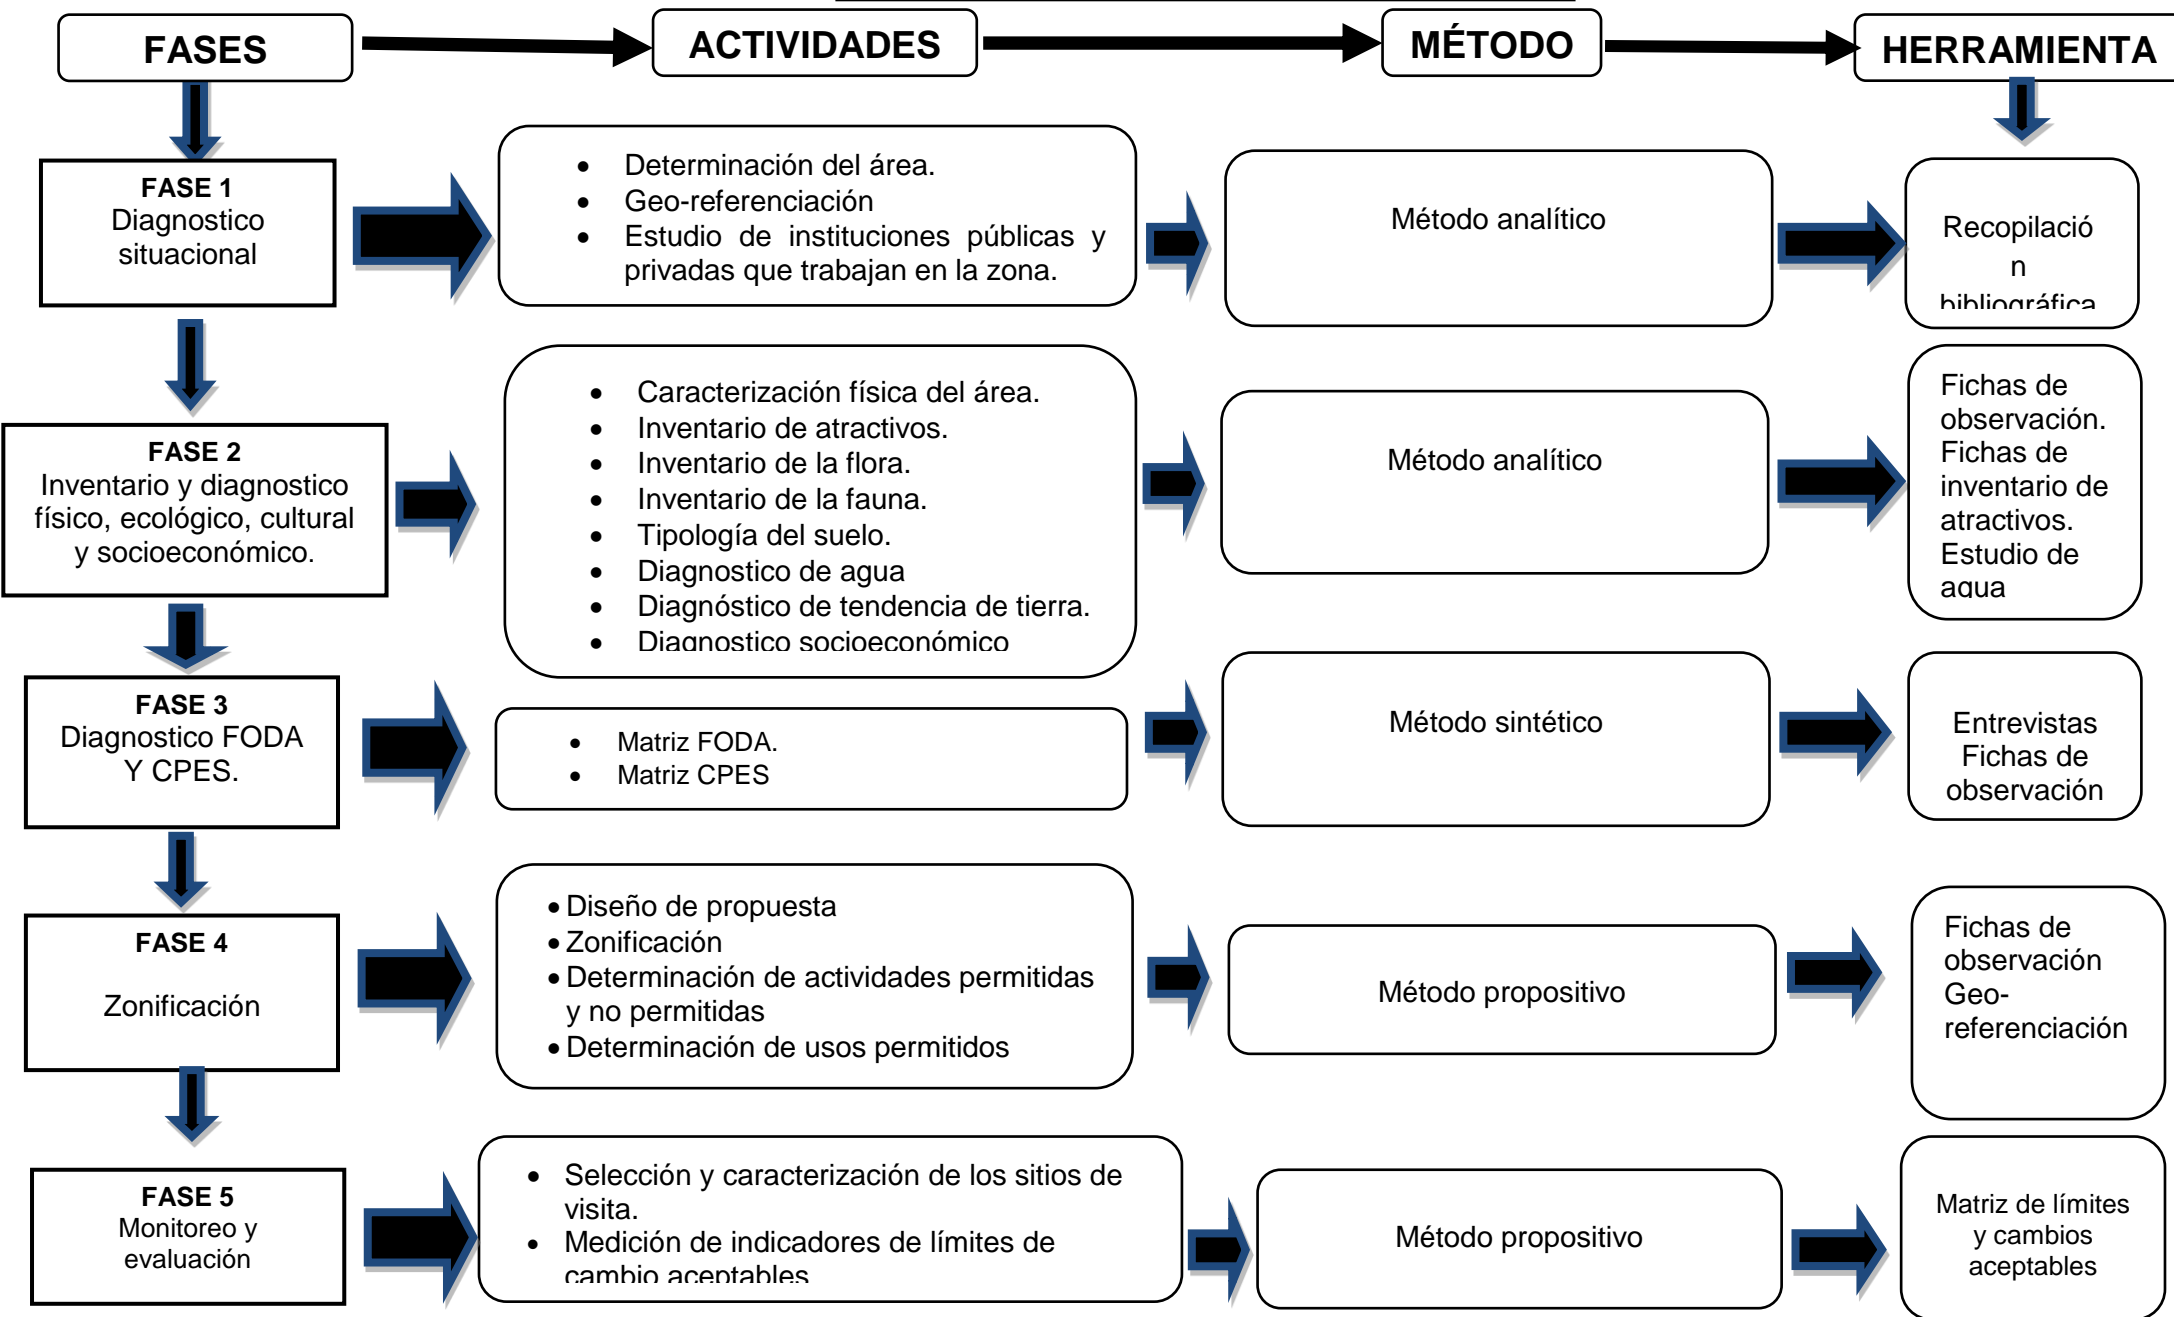 FASES
ACTIVIDADES
MÉTODO
HERRAMIENTA
FASE 1
Diagnostico
situacional
• Determinación del área.
• Geo-referenciación
• Estudio de instituciones públicas y
privadas que trabajan en la zona.
Método analítico
Recopilació
n
bibliográfica
FASE 2
Inventario y diagnostico
físico, ecológico, cultural
y socioeconómico.
• Caracterización física del área.
• Inventario de atractivos.
• Inventario de la flora.
• Inventario de la fauna.
• Tipología del suelo.
• Diagnostico de agua
• Diagnóstico de tendencia de tierra.
• Diagnostico socioeconómico
Método analítico
Fichas de
observación.
Fichas de
inventario de
atractivos.
Estudio de
agua
FASE 3
Diagnostico FODA
Y CPES.
• Matriz FODA.
• Matriz CPES
Método sintético
Entrevistas
Fichas de
observación
FASE 4
Zonificación
• Diseño de propuesta
• Zonificación
• Determinación de actividades permitidas
y no permitidas
• Determinación de usos permitidos
Método propositivo
Fichas de
observación
Geo-
referenciación
FASE 5
Monitoreo y
evaluación
• Selección y caracterización de los sitios de
visita.
• Medición de indicadores de límites de
cambio aceptables
Método propositivo
Matriz de límites
y cambios
aceptables